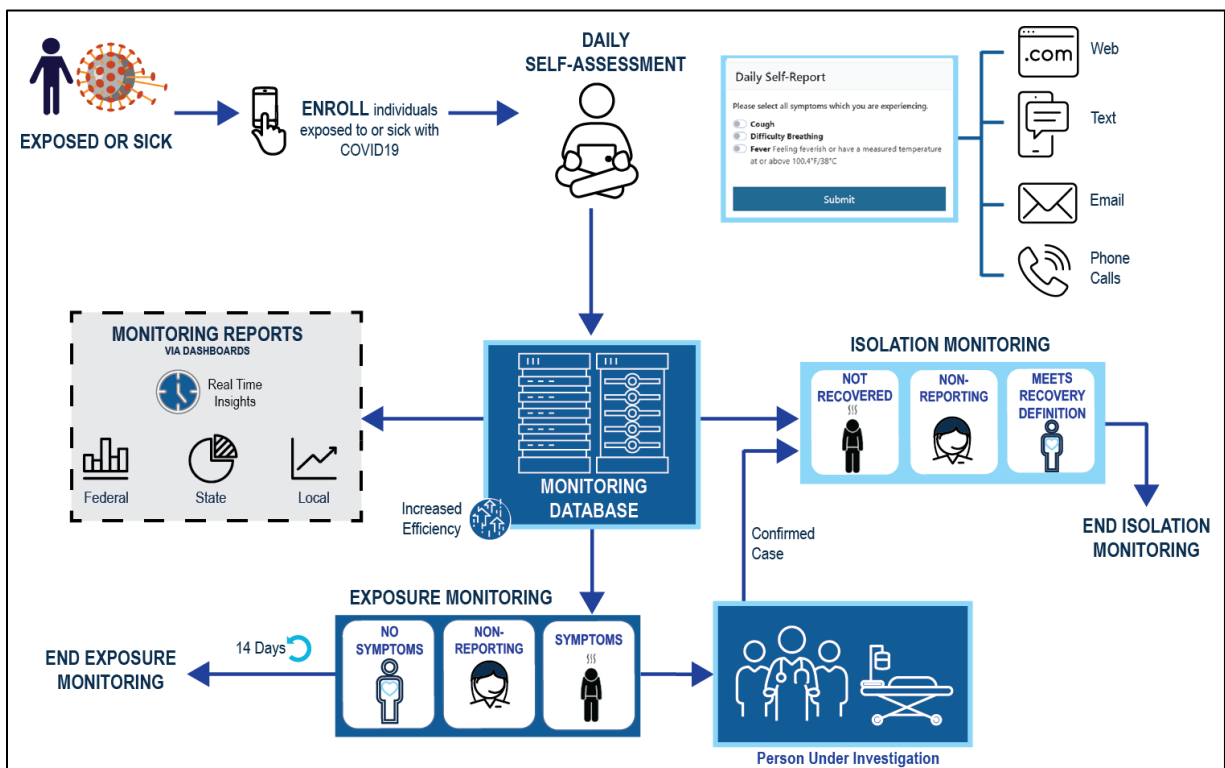 EXPOSED OR SICK
ENROLL individuals
exposed to or sick with
COVID19
DAILY
SELF-ASSESSMENT
Daily Self-Report
Please select all symptoms which you are experiencing.
Cough
Difficulty Breathing
Fever Feeling feverish or have a measured temperature
at or above 100.4°F/38°C
Submit
.com
Web
Text
Email
Phone
Calls
MONITORING REPORTS
VIA DASHBOARDS
Real Time
Insights
Federal
State
Local
MONITORING
DATABASE
Increased
Efficiency
ISOLATION MONITORING
NOT
RECOVERED
NON-
REPORTING
MEETS
RECOVERY
DEFINITION
END ISOLATION
MONITORING
Confirmed
Case
EXPOSURE MONITORING
NO
SYMPTOMS
NON-
REPORTING
SYMPTOMS
14 Days
END EXPOSURE
MONITORING
Person Under Investigation